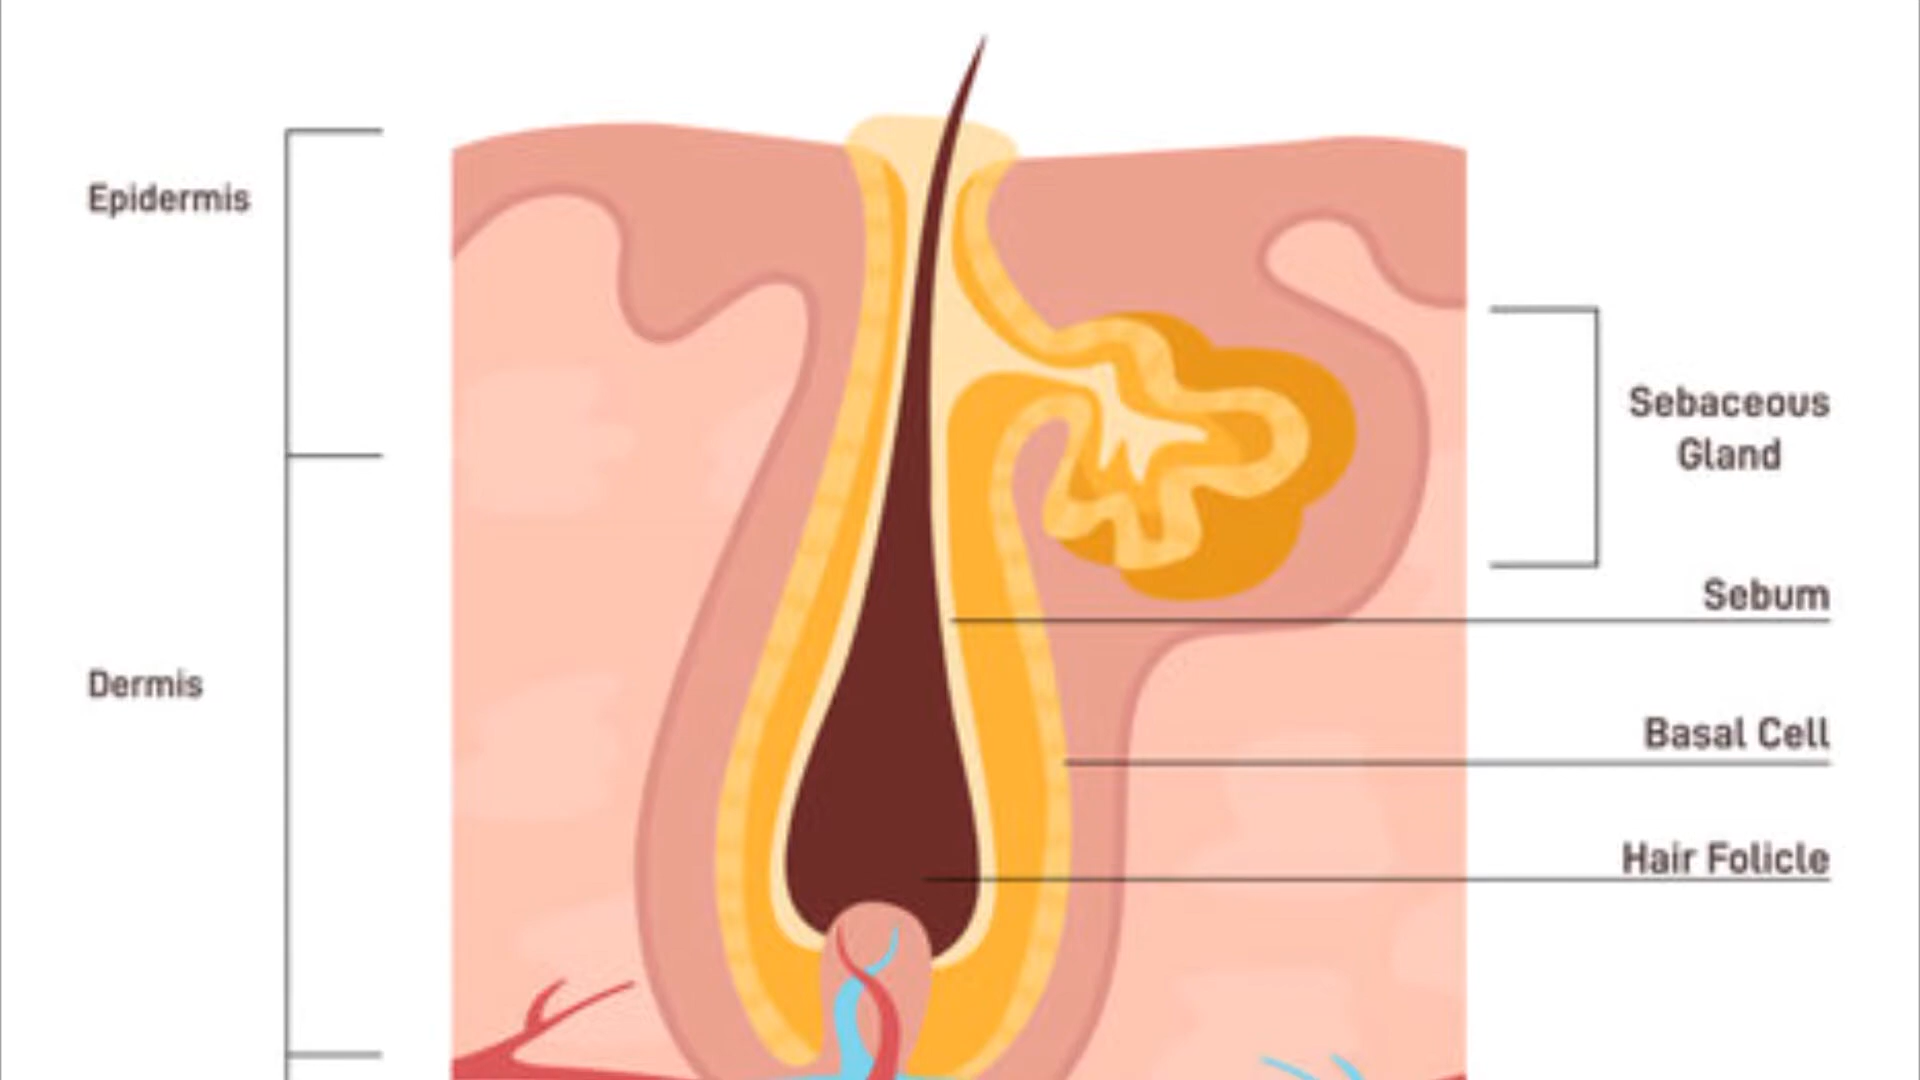 Epidermis
Sebaceous
Gland
Sebum
Dermis
Basal Cell
Hair Folicle